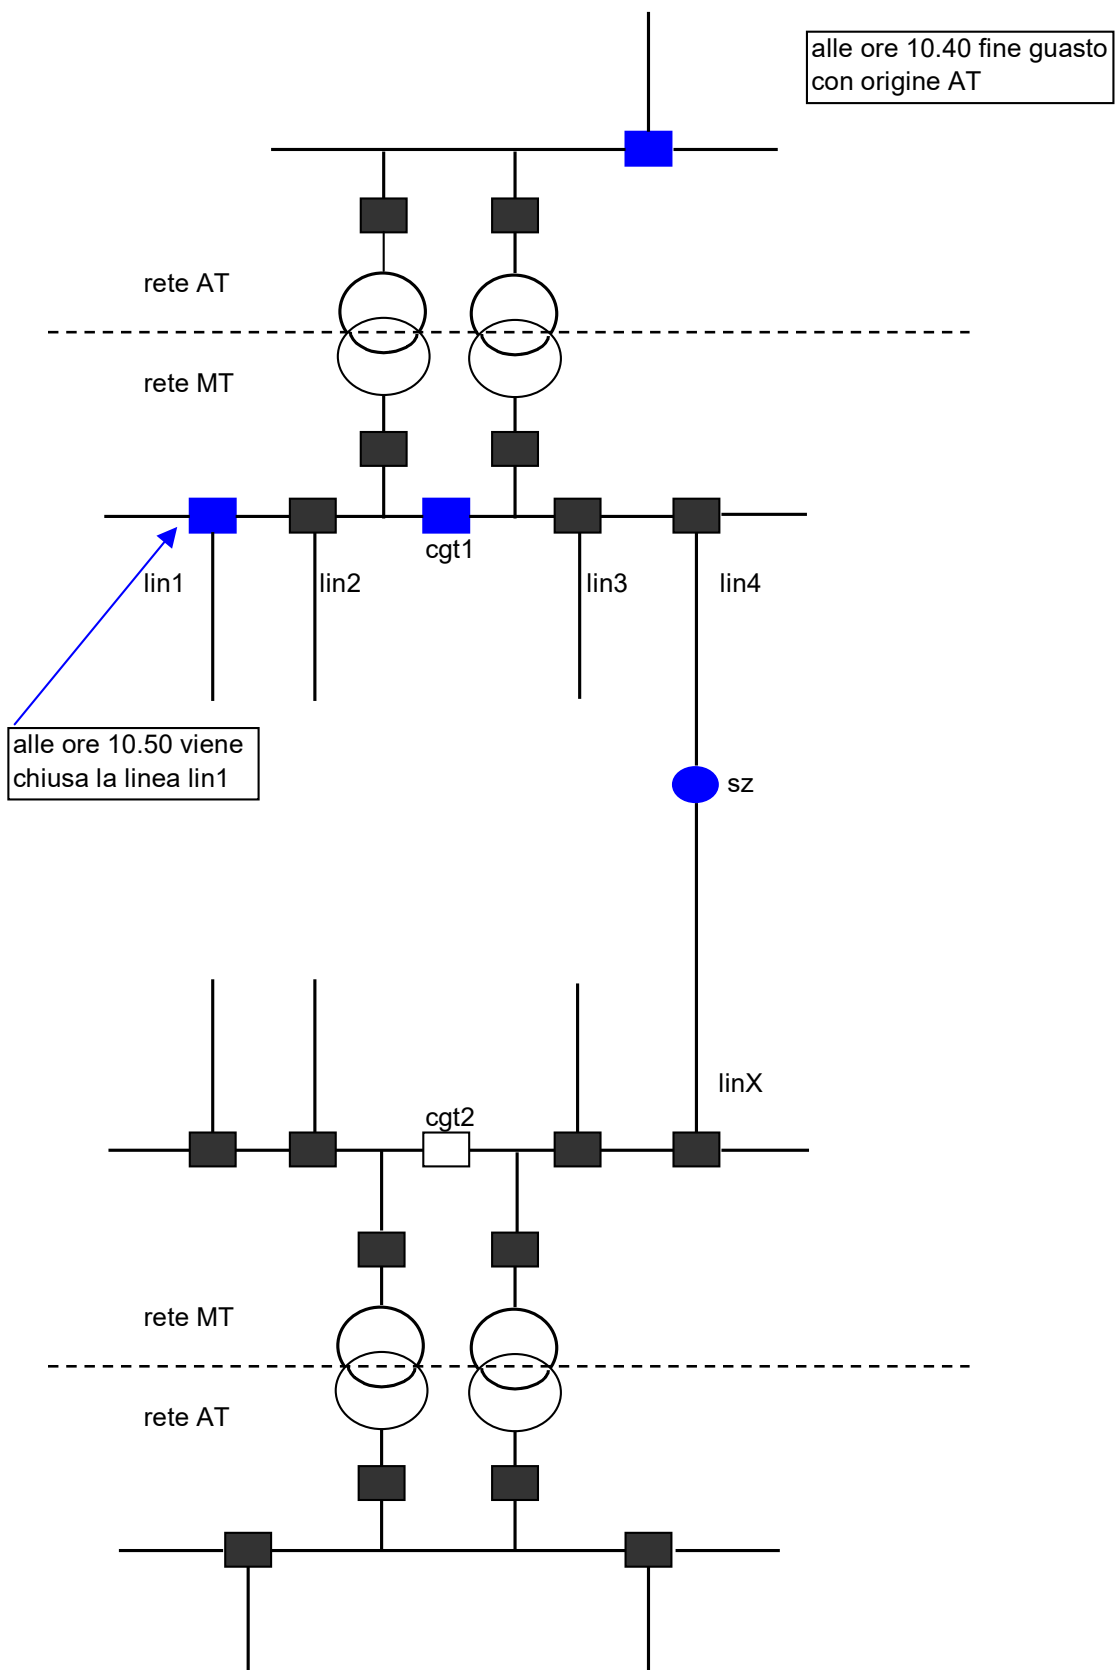 alle ore 10.40 fine guasto
con origine AT
rete AT
rete MT
cgt1
lin1
lin2
lin3
lin4
alle ore 10.50 viene
chiusa la linea lin1
sz
linX
cgt2
rete MT
rete AT